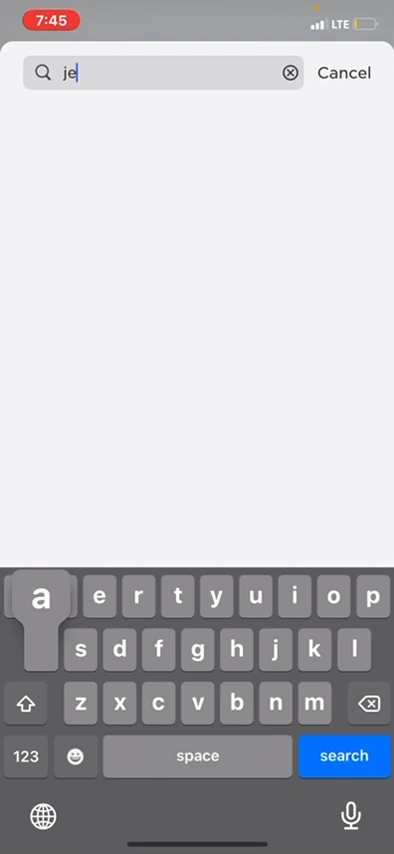 7:45
LTE
je
Cancel
a e r t y u i o p
s d f g h j k l
z x c v b n m
123 space search